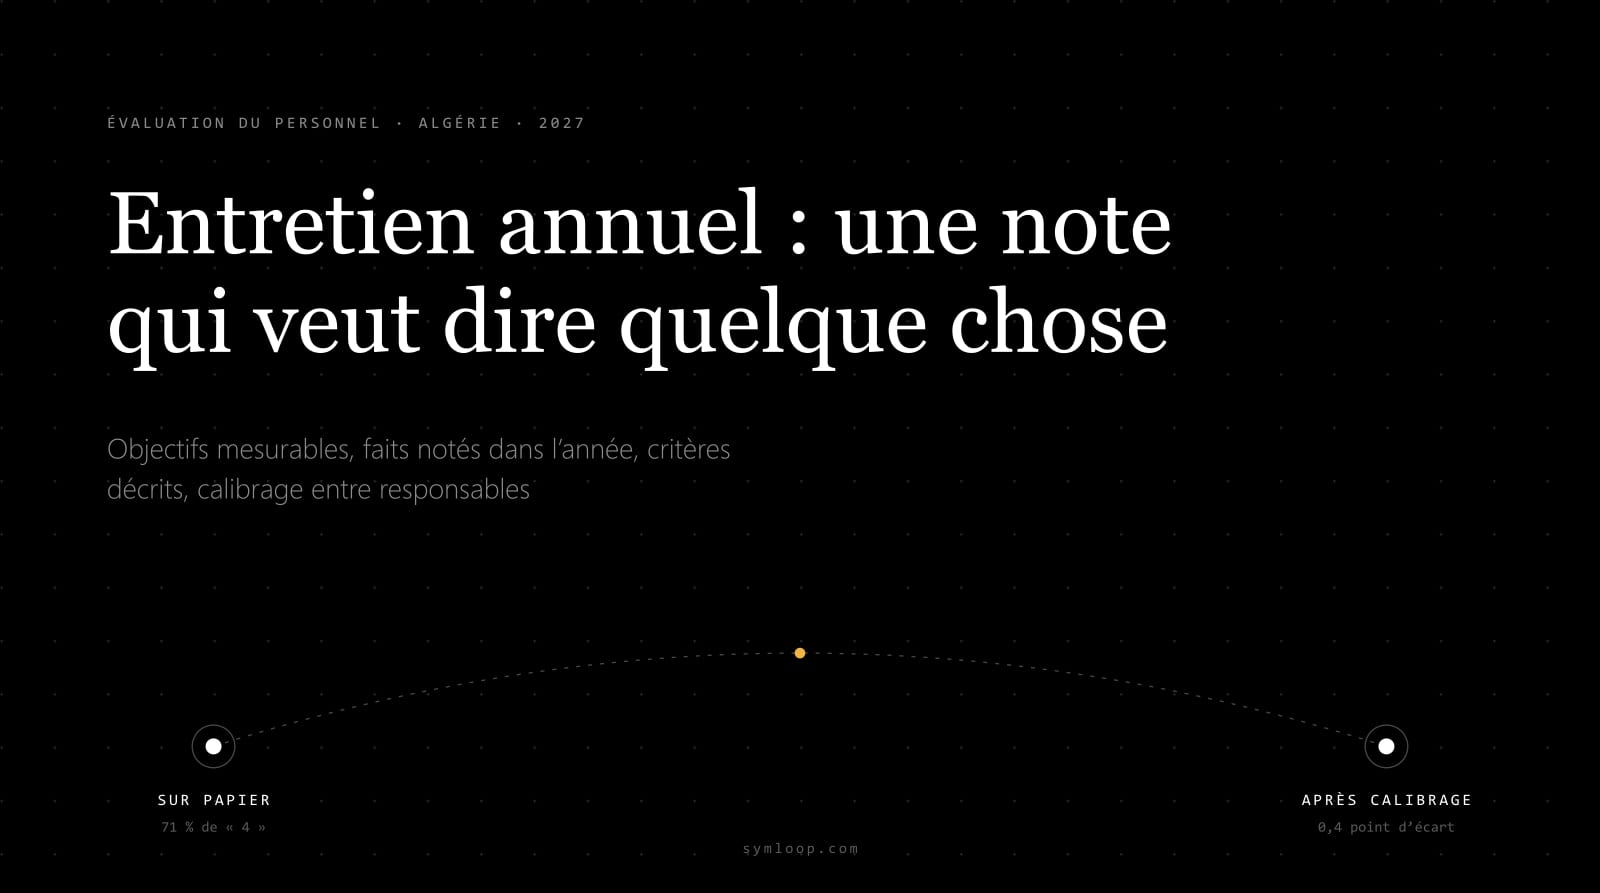 ÉVALUATION DU PERSONNEL · ALGÉRIE · 2027
Entretien annuel : une note
qui veut dire quelque chose
Objectifs mesurables, faits notés dans l’année, critères
décrits, calibrage entre responsables
SUR PAPIER
71 % de « 4 »
APRÈS CALIBRAGE
0,4 point d’écart
symloop.com